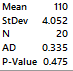 Mean 110
StDev 4.052
N 20
AD 0.335
P-Value 0.475